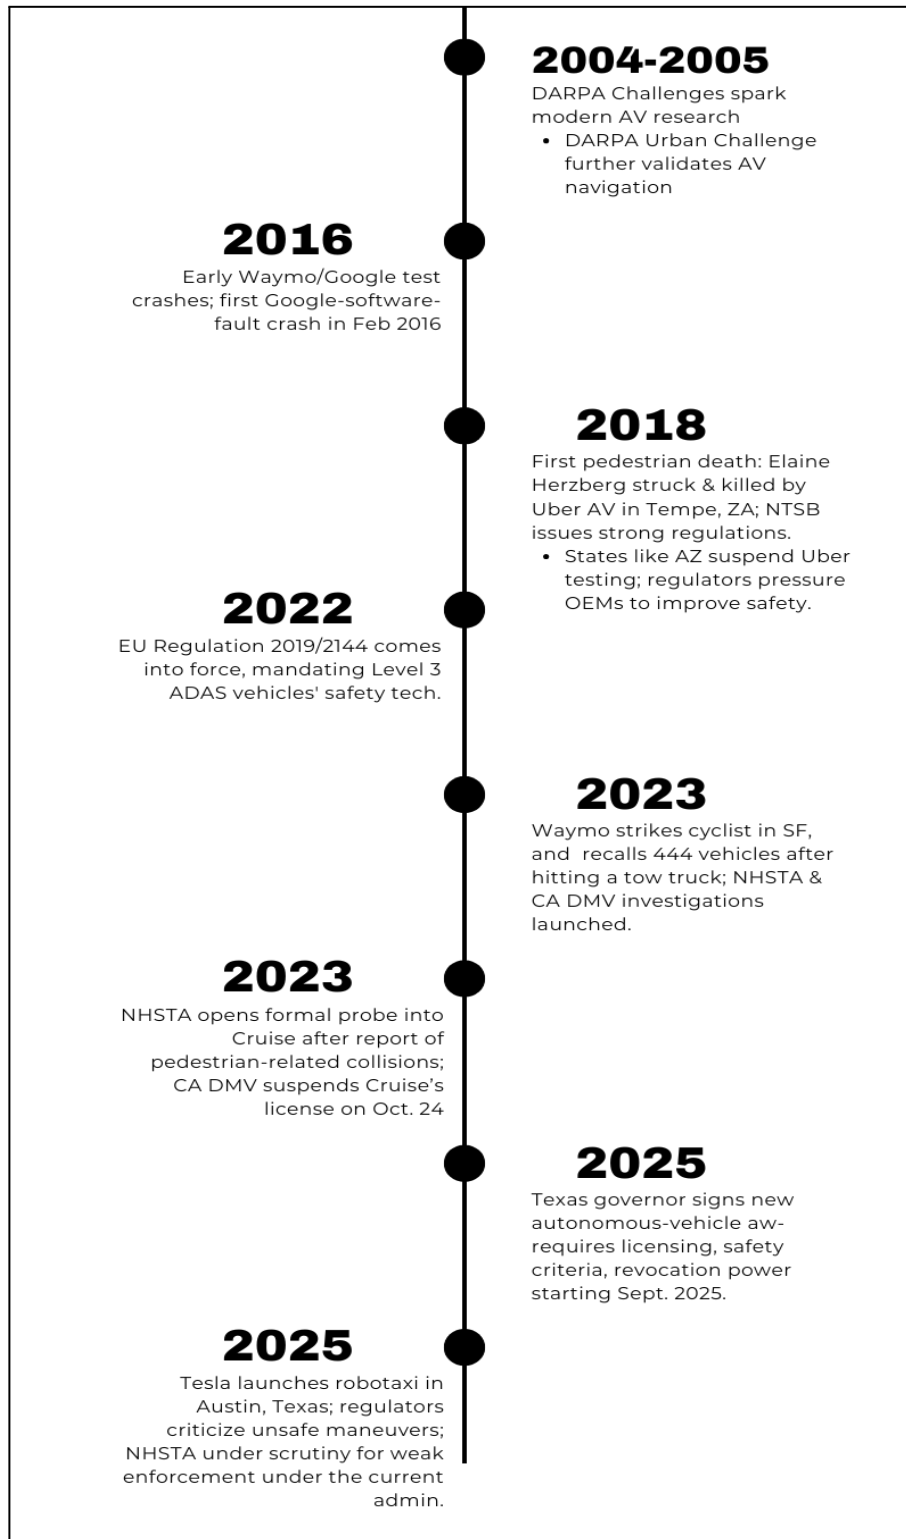 2004-2005
DARPA Challenges spark
modern AV research
• DARPA Urban Challenge
further validates AV
navigation
2016
Early Waymo/Google test
crashes; first Google-software-
fault crash in Feb 2016
2018
First pedestrian death: Elaine
Herzberg struck & killed by
Uber AV in Tempe, ZA; NTSB
issues strong regulations.
• States like AZ suspend Uber
testing; regulators pressure
OEMs to improve safety.
2022
EU Regulation 2019/2144 comes
into force, mandating Level 3
ADAS vehicles' safety tech.
2023
Waymo strikes cyclist in SF,
and  recalls 444 vehicles after
hitting a tow truck; NHSTA &
CA DMV investigations
launched.
2023
NHSTA opens formal probe into
Cruise after report of
pedestrian-related collisions;
CA DMV suspends Cruise’s
license on Oct. 24
2025
Texas governor signs new
autonomous-vehicle aw-
requires licensing, safety
criteria, revocation power
starting Sept. 2025.
2025
Tesla launches robotaxi in
Austin, Texas; regulators
criticize unsafe maneuvers;
NHSTA under scrutiny for weak
enforcement under the current
admin.